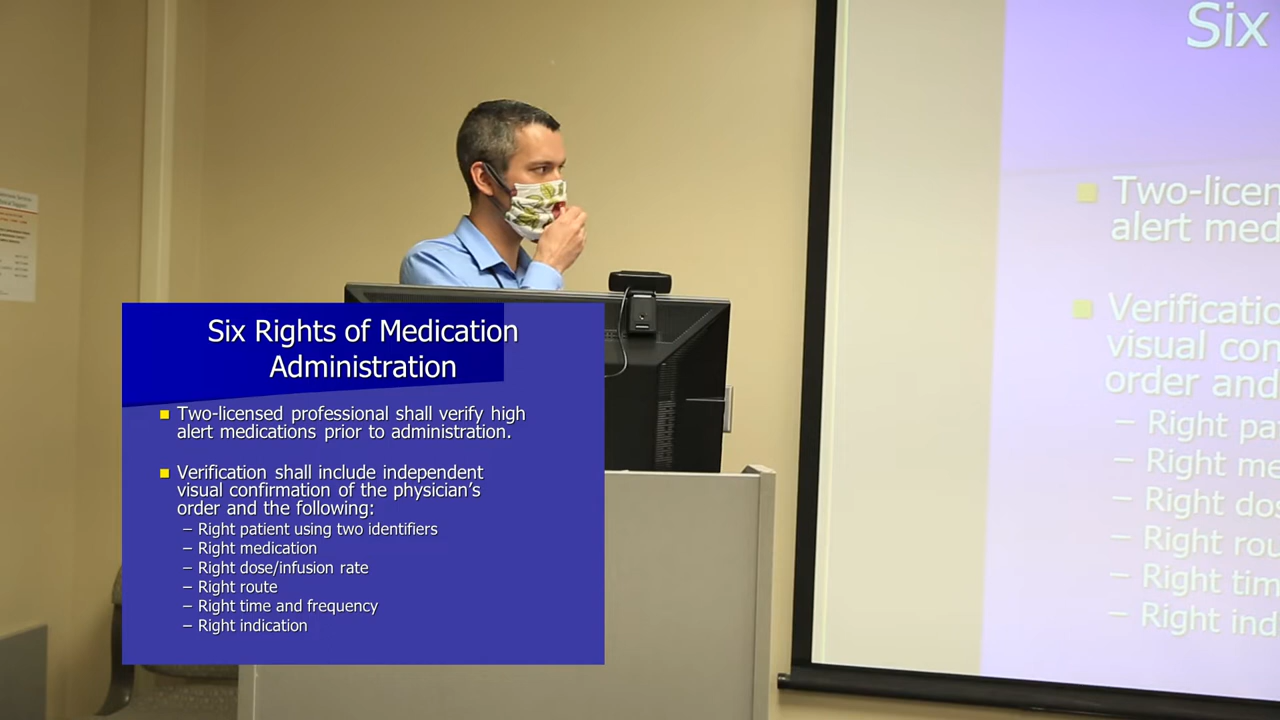 Six Rights of Medication
Administration
Two-licensed professional shall verify high
alert medications prior to administration.
Verification shall include independent
visual confirmation of the physician's
order and the following:
– Right patient using two identifiers
– Right medication
– Right dose/infusion rate
– Right route
– Right time and frequency
– Right indication
Six
Two-licen
alert med
Verificatio
visual con
order and
– Right pa
– Right me
– Right dos
– Right rou
– Right tim
– Right ind